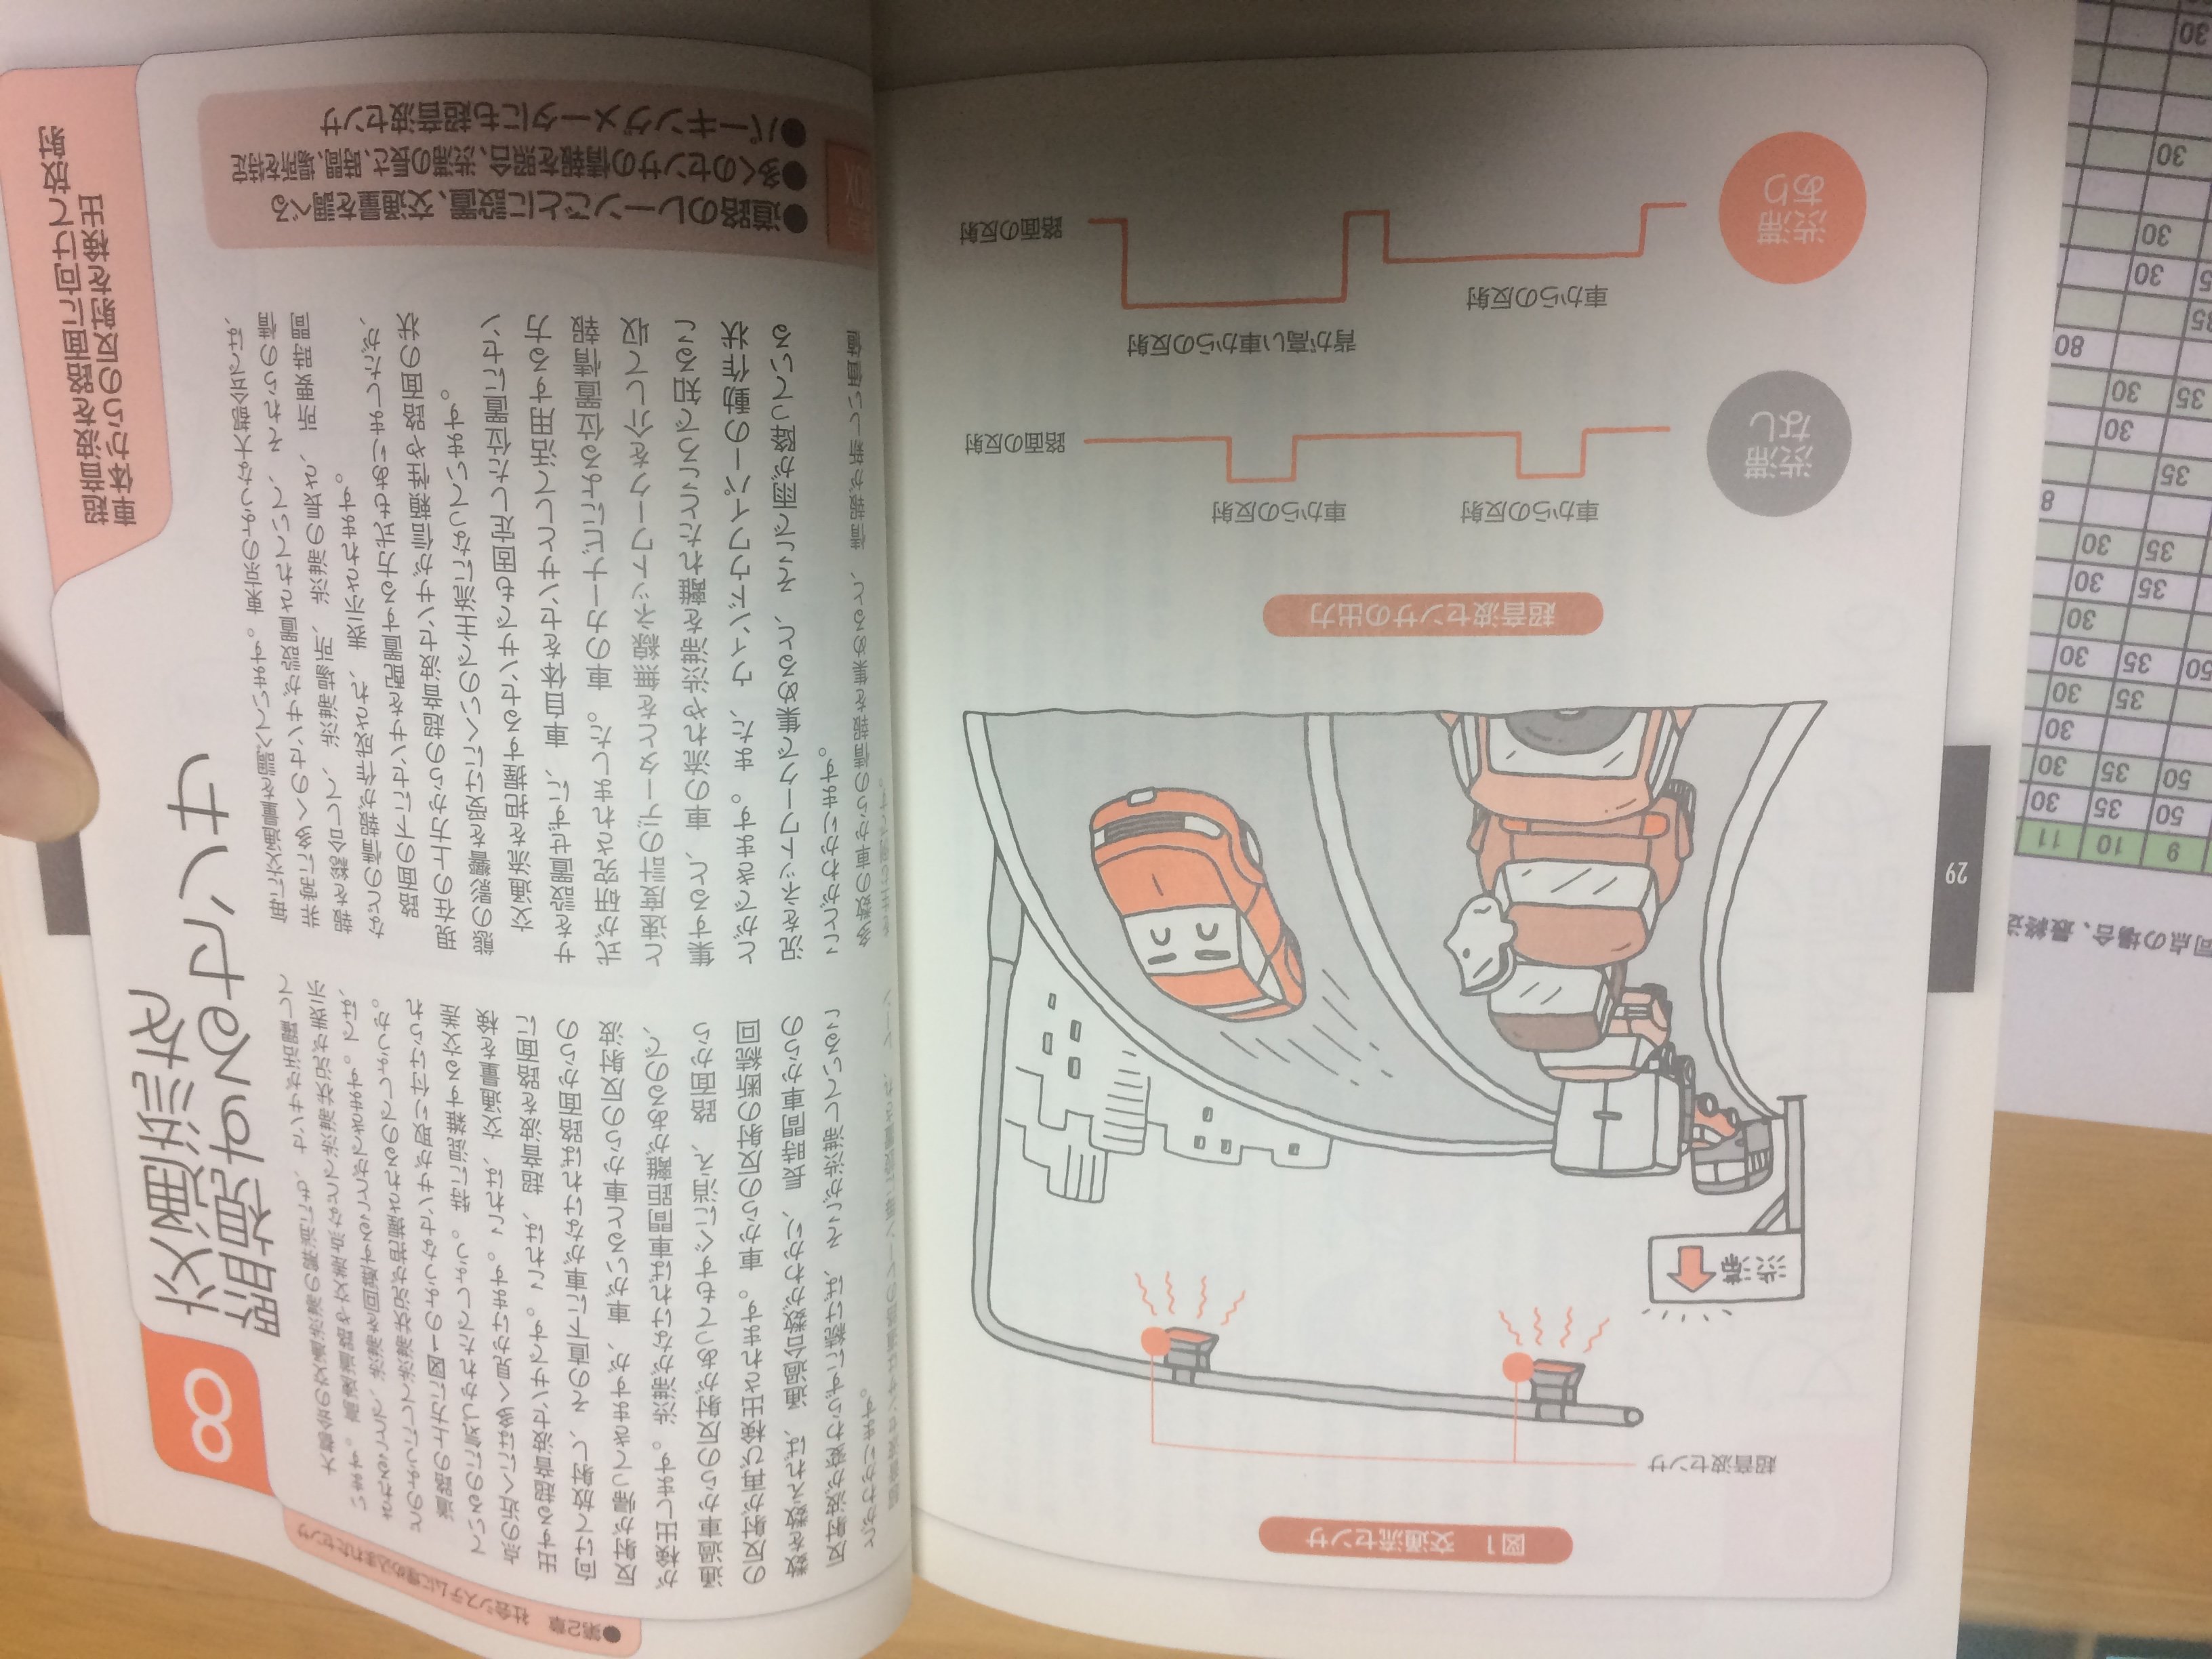 ●第2章 社会システムに埋め込まれたセンサ
8
交通流を
監視するセンサ
超音波を路面に向けて放射
車体からの反射を検出
大都会の交通渋滞の解消にも、センサが活躍して
います。高速道路や交差点などで渋滞状況が表示
されることで、渋滞を回避することができます。では、
どのようにして渋滞状況が把握されるのでしょうか。
道路の上方に図1のようなセンサが取り付けられ
ているのに気づかれたでしょう。特に混雑する交差
点の近くには多く見かけます。これは、交通量を検
出する超音波センサです。これは、超音波を路面に
向けて放射し、その直下に車がなければ路面からの
反射が帰ってきますが、車がいると車からの反射波
が検出します。渋滞がなければ車間距離があるので、
通過車からの反射があってもすぐに消え、路面から
の反射が再び検出されます。車からの反射の断続回
数を数えれば、通過台数がわかり、長時間車からの
反射波が変わらずに続けば、そこが渋滞しているこ
とがわかります。
超音波センサは道路のレーン毎に設置され、レーン
毎に交通量を調べています。東京のような大都会では、
非常に多くのセンサが設置されていて、それらの情
報を総合して、渋滞場所、渋滞の長さ、所要時間
などの情報が作成され、表示されます。
路面の下にセンサを配置する方式もありましたが、
現在の上方からの超音波センサが信頼性や路面の状
態の影響を受けにくいので主流になっています。
交通流を把握するセンサでも固定した位置にセン
サを設置せずに、車自体をセンサとして活用する方
式が研究されました。車のカーナビによる位置情報
と速度計のデータとを無線ネットワークを介して収
集すると、車の流れや渋滞を離れたところで知るこ
とができます。また、ウィンドウワイパーの動作状
況をネットワークで集めると、そこで雨が降っている
ことがわかります。
多数の車からの情報を集めると、情報が新しい価値
を生む例です。
BOX
●道路のレーンごとに設置、交通量を調べる
●多くのセンサの情報を照合、渋滞の長さ、時間、場所を特定
●パーキングメータにも超音波センサ
図1 交通流センサ
超音波センサ
渋滞
超音波センサの出力
渋滞
なし
車からの反射
車からの反射
路面の反射
渋滞
あり
車からの反射
背が高い車からの反射
路面の反射
29
同点の場合、最終
9 10 11
50 35 30
50 35 30
30
35 30
50 35 30
30
35 30
35 30
8
35
30
35 30
80
35
30
30
30
30